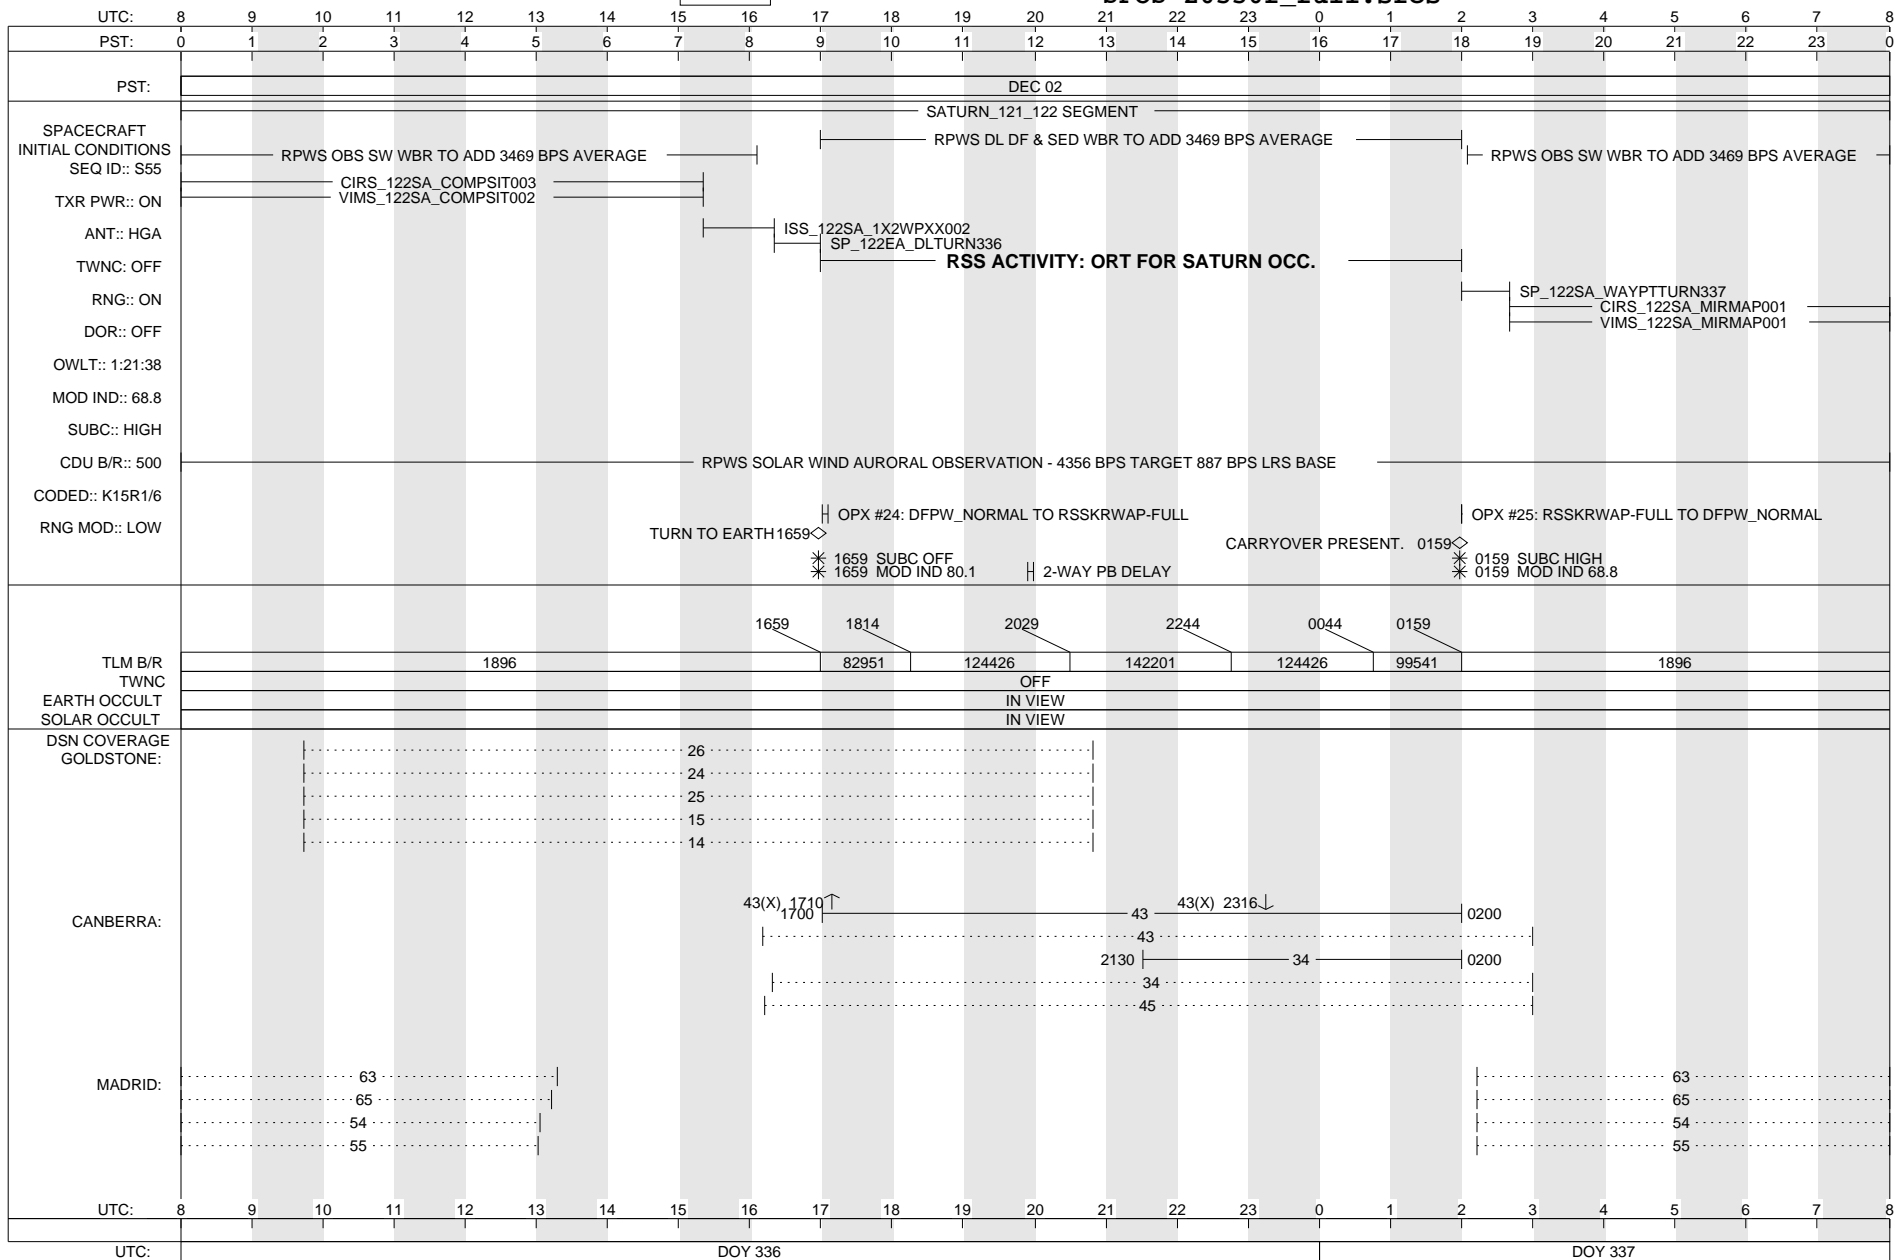 UTC: 8 9 10 11 12 13 14 15 16 17 18 19 20 21 22 23 0 1 2 3 4 5 6 7 8
PST: 0 1 2 3 4 5 6 7 8 9 10 11 12 13 14 15 16 17 18 19 20 21 22 23 0
PST: DEC 02
SATURN_121_122 SEGMENT
SPACECRAFT
INITIAL CONDITIONS
SEQ ID:: S55
TXR PWR:: ON
ANT:: HGA
TWNC: OFF
RNG:: ON
DOR:: OFF
OWLT:: 1:21:38
MOD IND:: 68.8
SUBC:: HIGH
CDU B/R:: 500
CODED:: K15R1/6
RNG MOD:: LOW
RPWS DL DF & SED WBR TO ADD 3469 BPS AVERAGE
RPWS OBS SW WBR TO ADD 3469 BPS AVERAGE
RPWS OBS SW WBR TO ADD 3469 BPS AVERAGE
CIRS_122SA_COMPSIT003
VIMS_122SA_COMPSIT002
ISS_122SA_1X2WPXX002
SP_122EA_DLTURN336
RSS ACTIVITY: ORT FOR SATURN OCC.
SP_122SA_WAYPTTURN337
CIRS_122SA_MIRMAP001
VIMS_122SA_MIRMAP001
RPWS SOLAR WIND AURORAL OBSERVATION - 4356 BPS TARGET 887 BPS LRS BASE
OPX #24: DFPW_NORMAL TO RSSKRWAP-FULL
OPX #25: RSSKRWAP-FULL TO DFPW_NORMAL
TURN TO EARTH1659
CARRYOVER PRESENT. 0159
1659 SUBC OFF
0159 SUBC HIGH
1659 MOD IND 80.1
2-WAY PB DELAY
0159 MOD IND 68.8
1659 1814 2029 2244 0044 0159
TLM B/R 1896 82951 124426 142201 124426 99541 1896
TWNC OFF
EARTH OCCULT IN VIEW
SOLAR OCCULT IN VIEW
DSN COVERAGE
GOLDSTONE:
26
24
25
15
14
CANBERRA:
43(X) 1710
43(X) 2316
1700 43 0200
43
2130 34 0200
34
45
MADRID:
63 63
65 65
54 54
55 55
UTC: 8 9 10 11 12 13 14 15 16 17 18 19 20 21 22 23 0 1 2 3 4 5 6 7 8
UTC: DOY 336 DOY 337